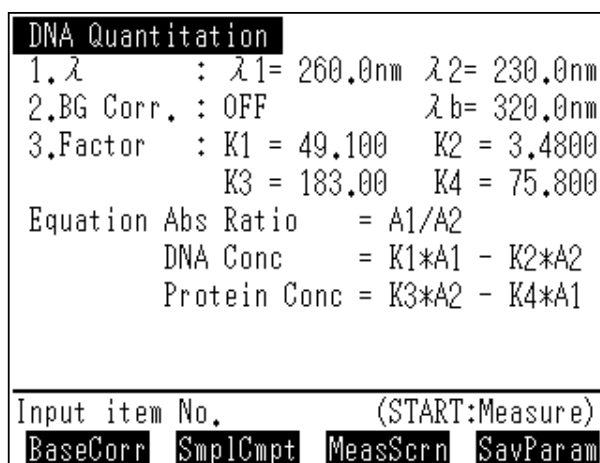 DNA Quantitation
1.λ : λ1= 260.0nm λ2= 230.0nm
2.BG Corr. : OFF λb= 320.0nm
3.Factor : K1 = 49.100 K2 = 3.4800
K3 = 183.00 K4 = 75.800
Equation Abs Ratio = A1/A2
DNA Conc = K1*A1 - K2*A2
Protein Conc = K3*A2 - K4*A1
Input item No. (START:Measure)
BaseCorr SmplCmpt MeasScrn SavParam